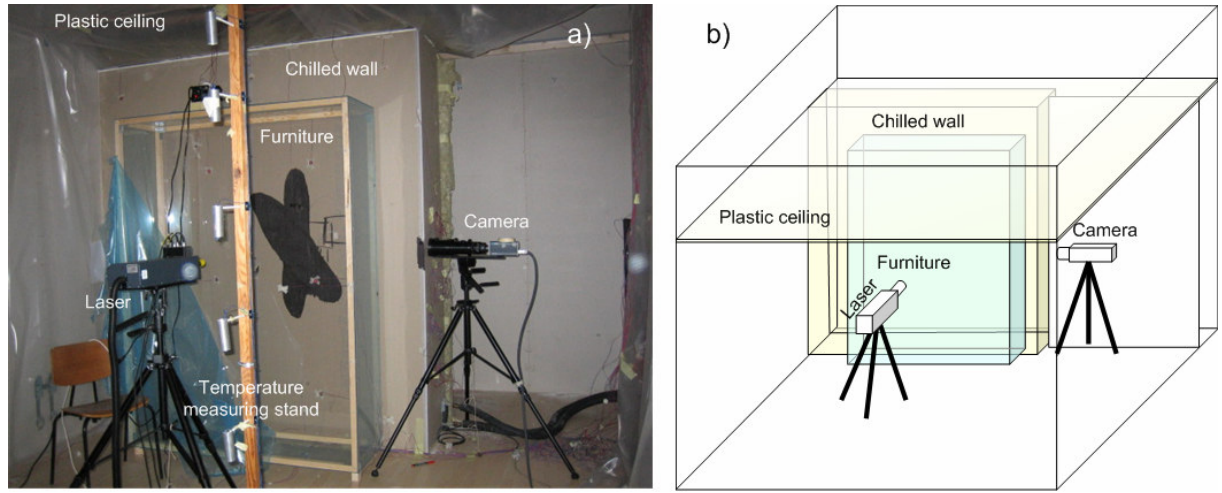 Plastic ceiling
a)
Chilled wall
Furniture
Camera
Laser
Temperature
measuring stand
b)
Chilled wall
Plastic ceiling
Camera
Furniture
Laser